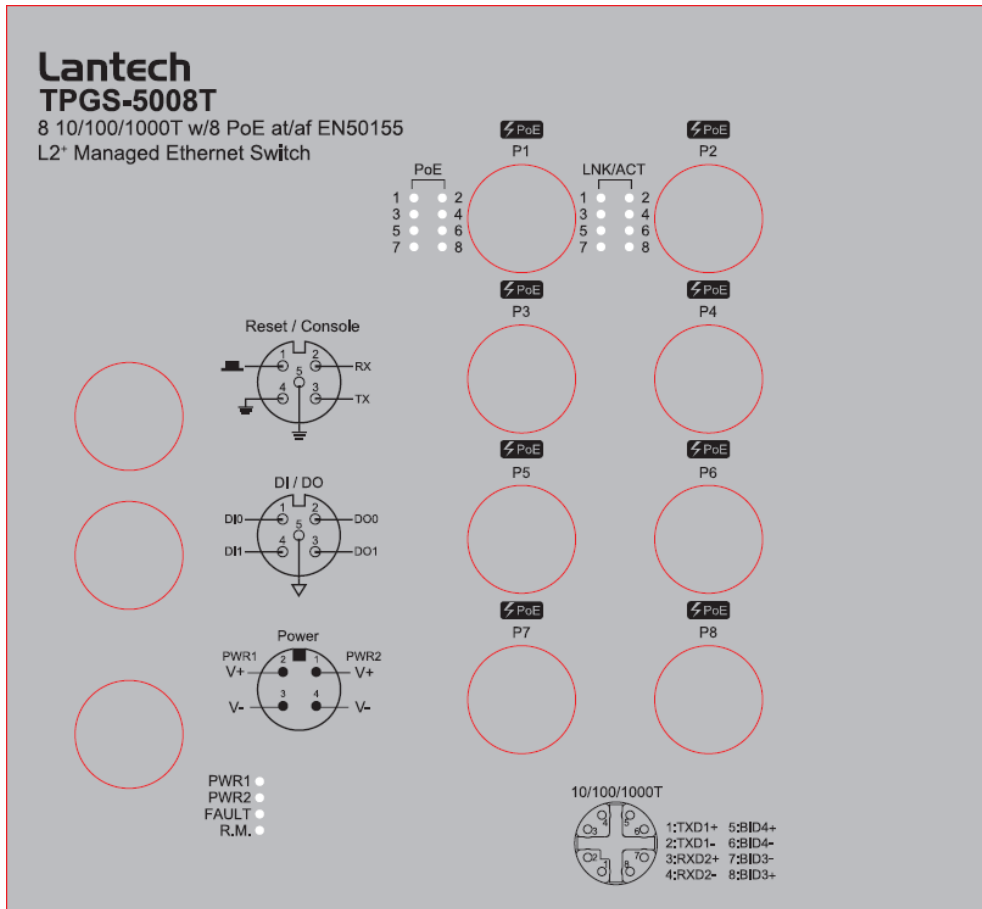 Lantech
TPGS-5008T
8 10/100/1000T w/8 PoE at/af EN50155
L2+ Managed Ethernet Switch
PoE
1 2
3 4
5 6
7 8
LNK/ACT
1 2
3 4
5 6
7 8
PoE
P1
PoE
P2
PoE
P3
PoE
P4
PoE
P5
PoE
P6
PoE
P7
PoE
P8
Reset / Console
1 2 RX
5
4 3 TX
DI / DO
DI0 1 2 DO0
5
DI1 4 3 DO1
Power
PWR1 2 1 PWR2
V+ V+
3 4
V- V-
PWR1
PWR2
FAULT
R.M.
10/100/1000T
4 5
3 6
2 7
1 8
1:TXD1+ 5:BID4+
2:TXD1- 6:BID4-
3:RXD2+ 7:BID3-
4:RXD2- 8:BID3+